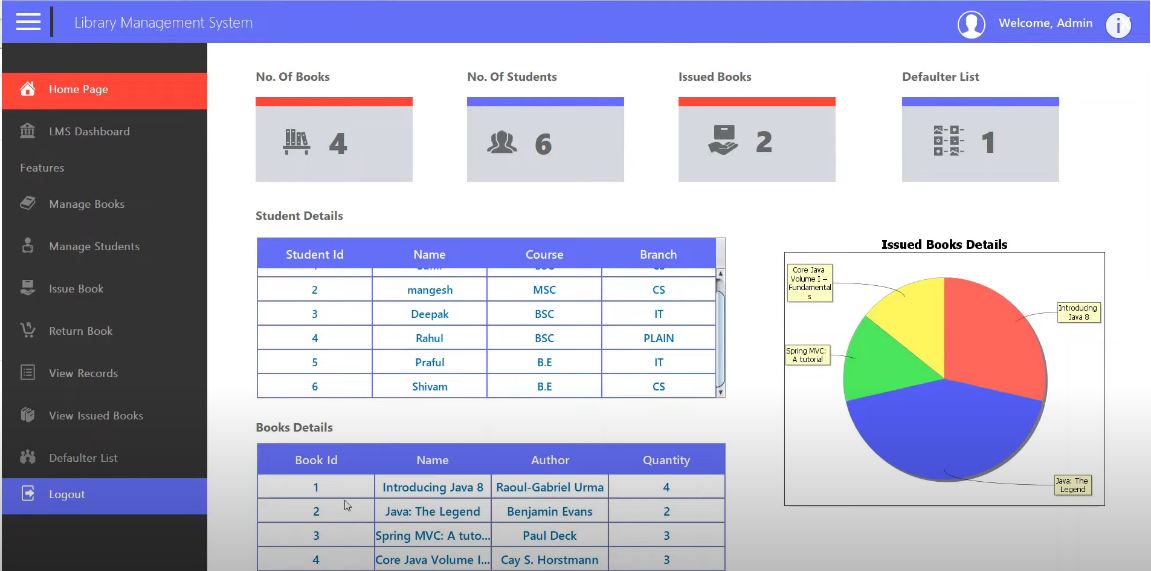 Library Management System
Welcome, Admin
Home Page
LMS Dashboard
Features
Manage Books
Manage Students
Issue Book
Return Book
View Records
View Issued Books
Defaulter List
Logout
No. Of Books
4
No. Of Students
6
Issued Books
2
Defaulter List
1
Student Details
Student Id Name Course Branch
2 mangesh MSC CS
3 Deepak BSC IT
4 Rahul BSC PLAIN
5 Praful B.E IT
6 Shivam B.E CS
Books Details
Book Id Name Author Quantity
1 Introducing Java 8 Raoul-Gabriel Urma 4
2 Java: The Legend Benjamin Evans 2
3 Spring MVC: A tuto... Paul Deck 3
4 Core Java Volume I... Cay S. Horstmann 3
Issued Books Details
Core Java
Volume I –
Fundamental
s
Introducing
Java 8
Spring MVC:
A tutorial
Java: The
Legend